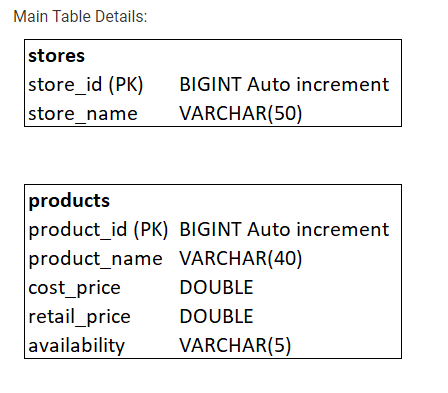 Main Table Details:
stores
store_id (PK) BIGINT Auto increment
store_name VARCHAR(50)
products
product_id (PK) BIGINT Auto increment
product_name VARCHAR(40)
cost_price DOUBLE
retail_price DOUBLE
availability VARCHAR(5)